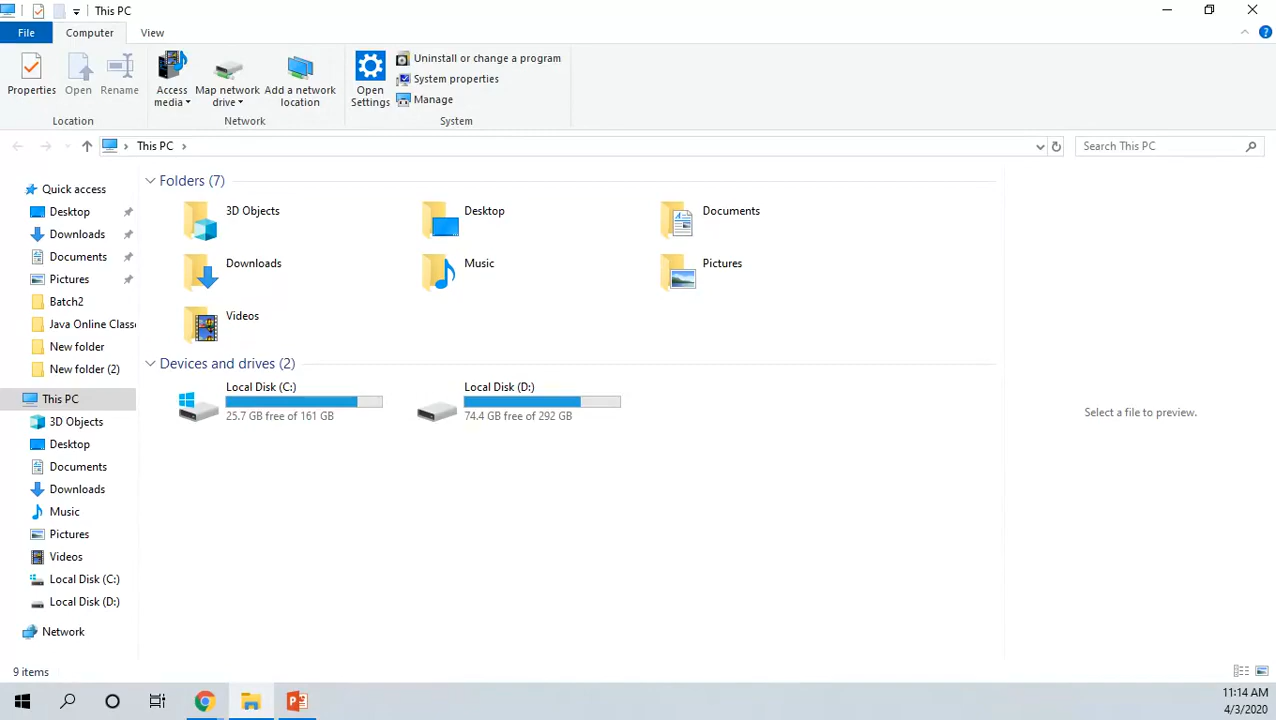 This PC
File
Computer
View
Properties
Open
Rename
Access media
Map network drive
Add a network location
Open Settings
Uninstall or change a program
System properties
Manage
Location
Network
System
This PC
Search This PC
Quick access
Desktop
Downloads
Documents
Pictures
Batch2
Java Online Classe
New folder
New folder (2)
This PC
3D Objects
Desktop
Documents
Downloads
Music
Pictures
Videos
Local Disk (C:)
Local Disk (D:)
Network
Folders (7)
3D Objects
Desktop
Documents
Downloads
Music
Pictures
Videos
Devices and drives (2)
Local Disk (C:)
25.7 GB free of 161 GB
Local Disk (D:)
74.4 GB free of 292 GB
Select a file to preview.
9 items
11:14 AM
4/3/2020